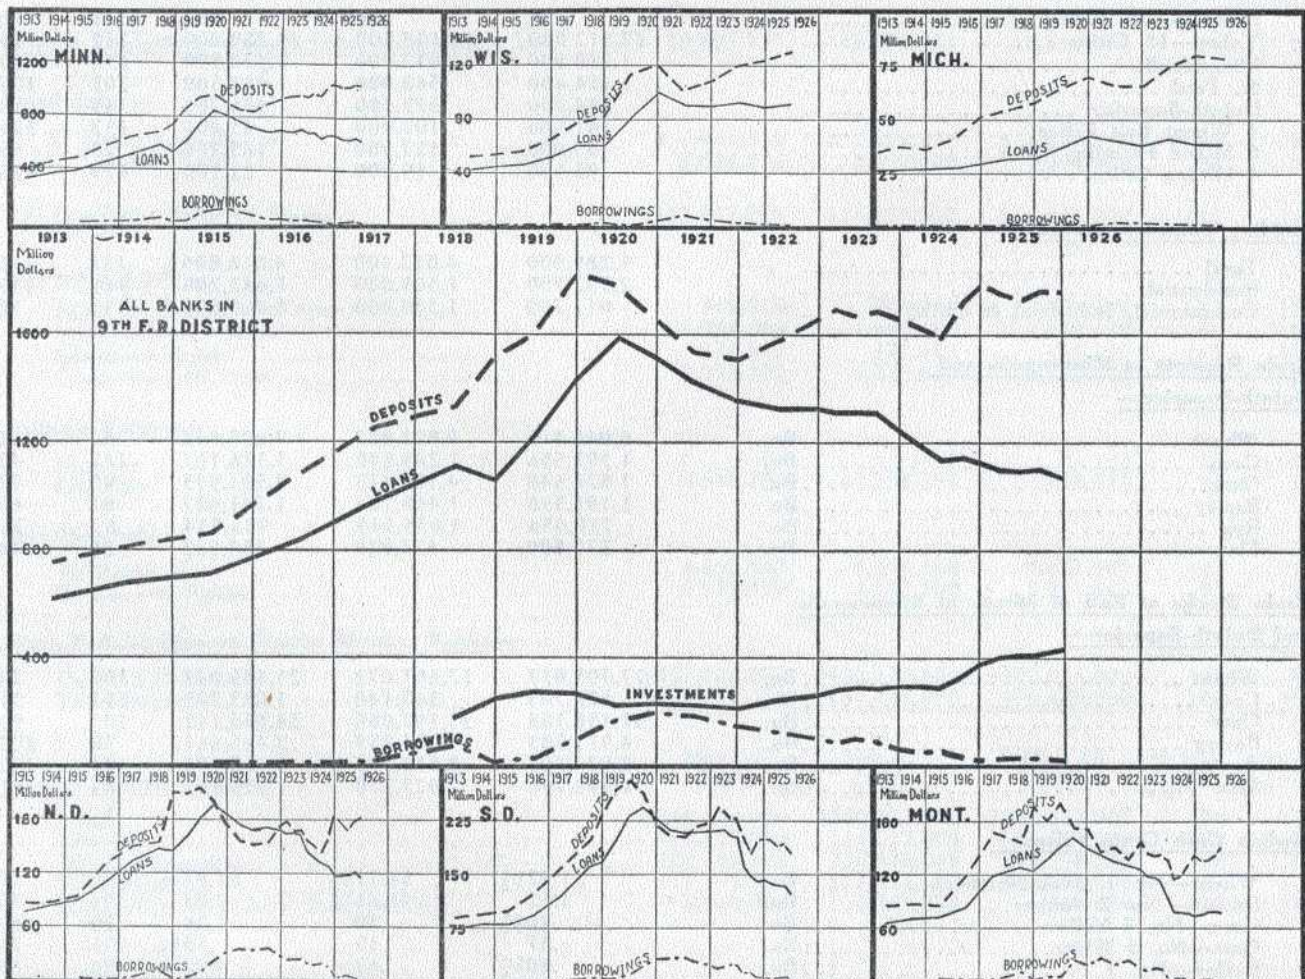 1913 1914 1915 1916 1917 1918 1919 1920 1921 1922 1923 1924 1925 1926
Million Dollars
MINN.
1200
800
400
DEPOSITS
LOANS
BORROWINGS
1913 1914 1915 1916 1917 1918 1919 1920 1921 1922 1923 1924 1925 1926
Million Dollars
WIS.
120
80
40
DEPOSITS
LOANS
BORROWINGS
1913 1914 1915 1916 1917 1918 1919 1920 1921 1922 1923 1924 1925 1926
Million Dollars
MICH.
75
50
25
DEPOSITS
LOANS
BORROWINGS
1913 1914 1915 1916 1917 1918 1919 1920 1921 1922 1923 1924 1925 1926
Million
Dollars
ALL BANKS IN
9TH F.R. DISTRICT
1600
1200
800
400
DEPOSITS
LOANS
INVESTMENTS
BORROWINGS
1913 1914 1915 1916 1917 1918 1919 1920 1921 1922 1923 1924 1925 1926
Million Dollars
N.D.
180
120
60
DEPOSITS
LOANS
BORROWINGS
1913 1914 1915 1916 1917 1918 1919 1920 1921 1922 1923 1924 1925 1926
Million Dollars
S.D.
225
150
75
DEPOSITS
LOANS
BORROWINGS
1913 1914 1915 1916 1917 1918 1919 1920 1921 1922 1923 1924 1925 1926
Million Dollars
MONT.
180
120
60
DEPOSITS
LOANS
BORROWINGS